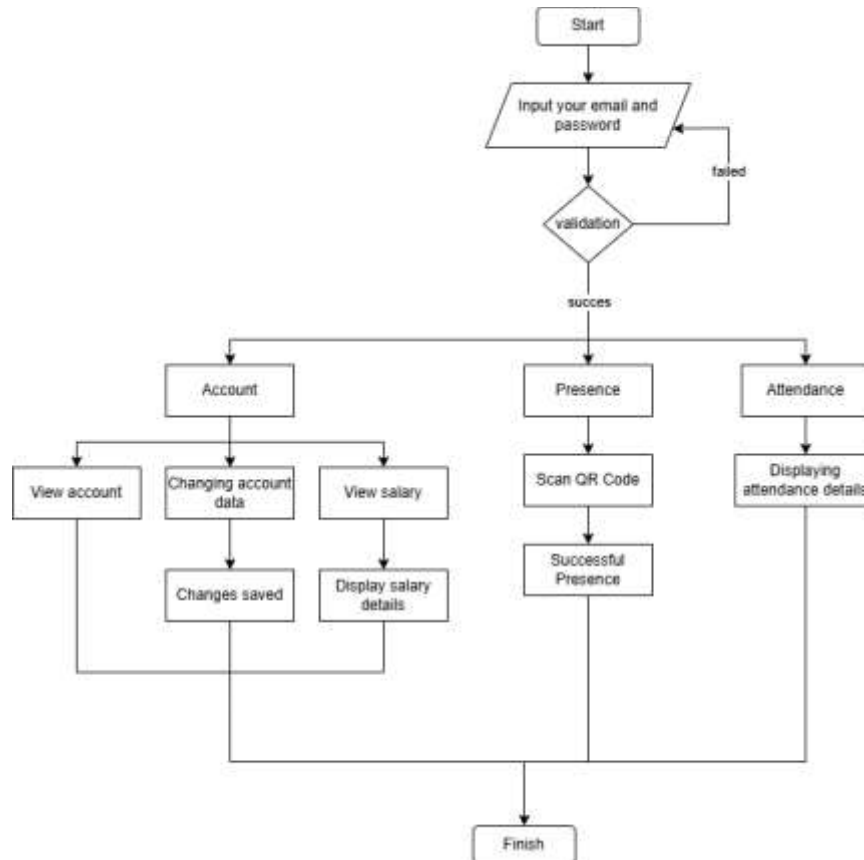 Start
Input your email and
password
failed
validation
succes
Account
Presence
Attendance
View account
Changing account
data
View salary
Scan QR Code
Displaying
attendance details
Changes saved
Display salary
details
Successful
Presence
Finish